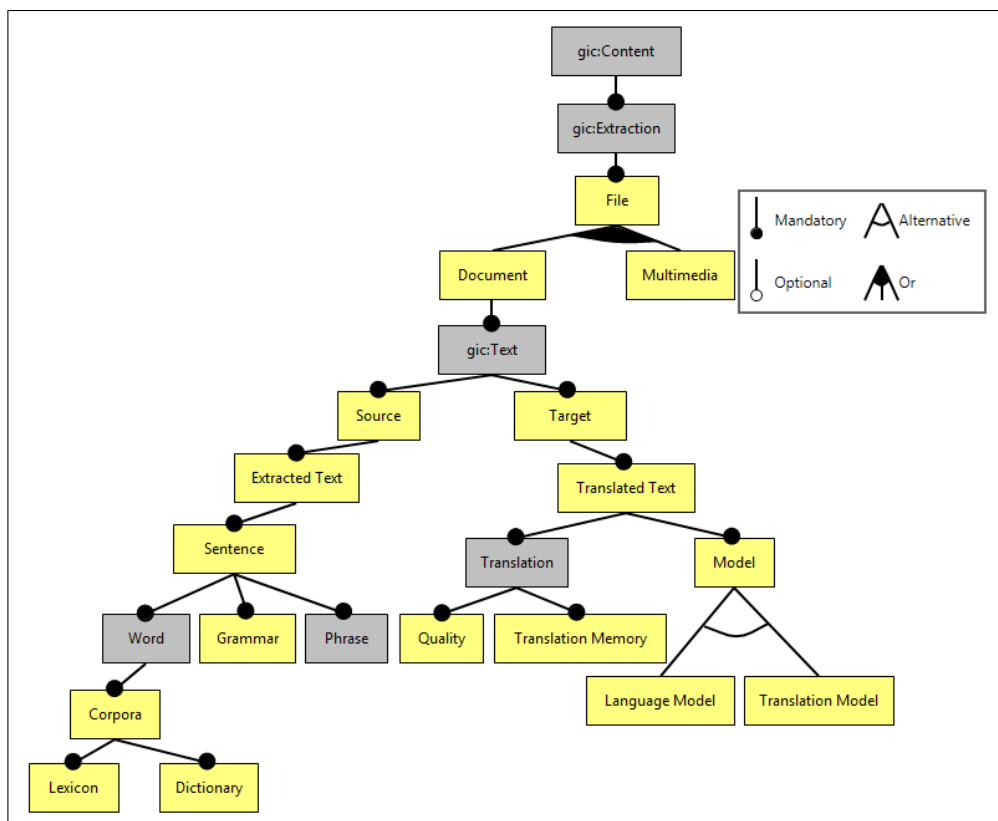 gic:Content
gic:Extraction
File
Mandatory
Alternative
Document
Multimedia
Optional
Or
gic:Text
Source
Target
Extracted Text
Translated Text
Sentence
Translation
Model
Word
Grammar
Phrase
Quality
Translation Memory
Corpora
Language Model
Translation Model
Lexicon
Dictionary